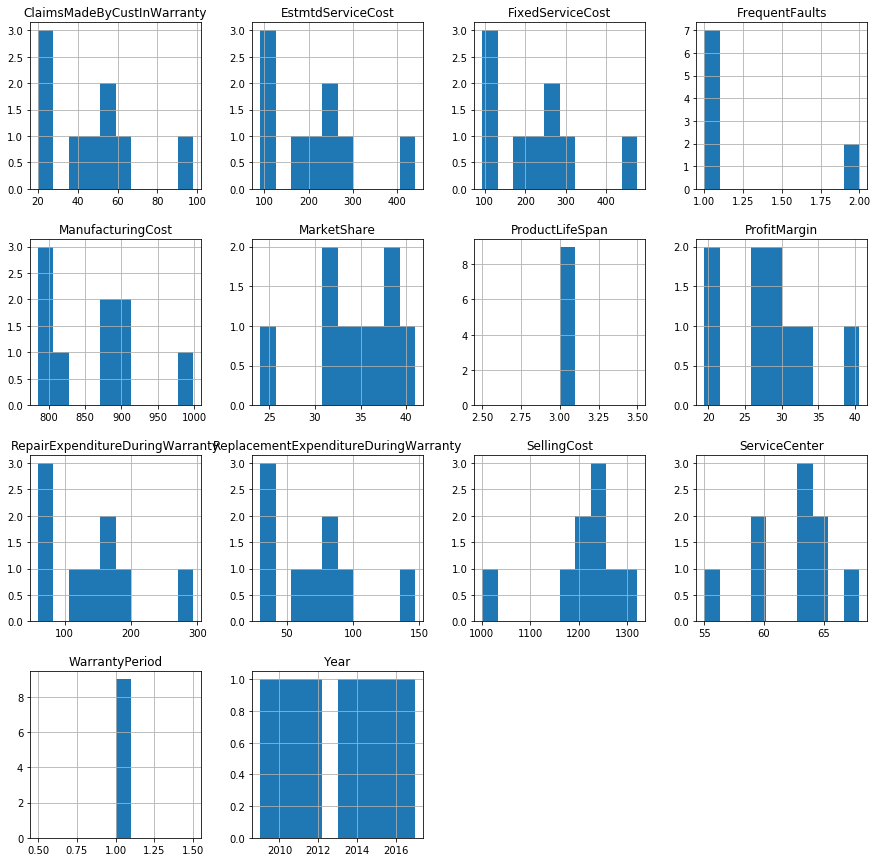 ClaimsMadeByCustInWarranty EstmtdServiceCost FixedServiceCost FrequentFaults
3.0 3.0 3.0 7
2.5 2.5 2.5 6
2.0 2.0 2.0 5
1.5 1.5 1.5 4
1.0 1.0 1.0 3
0.5 0.5 0.5 2
0.0 0.0 0.0 1
0
20 40 60 80 100 100 200 300 400 100 200 300 400 1.00 1.25 1.50 1.75 2.00
ManufacturingCost MarketShare ProductLifeSpan ProfitMargin
3.0 2.0 8 2.0
2.5 1.5 6 1.5
2.0 1.0 4 1.0
1.5 0.5 2 0.5
1.0 0.0 0 0.0
0.5
0.0
800 850 900 950 1000 25 30 35 40 2.50 2.75 3.00 3.25 3.50 20 25 30 35 40
RepairExpenditureDuringWarranty ReplacementExpenditureDuringWarranty SellingCost ServiceCenter
3.0 3.0 3.0 3.0
2.5 2.5 2.5 2.5
2.0 2.0 2.0 2.0
1.5 1.5 1.5 1.5
1.0 1.0 1.0 1.0
0.5 0.5 0.5 0.5
0.0 0.0 0.0 0.0
100 200 300 50 100 150 1000 1100 1200 1300 55 60 65
WarrantyPeriod Year
8 1.0
6 0.8
4 0.6
2 0.4
0 0.2
0.0
0.50 0.75 1.00 1.25 1.50 2010 2012 2014 2016